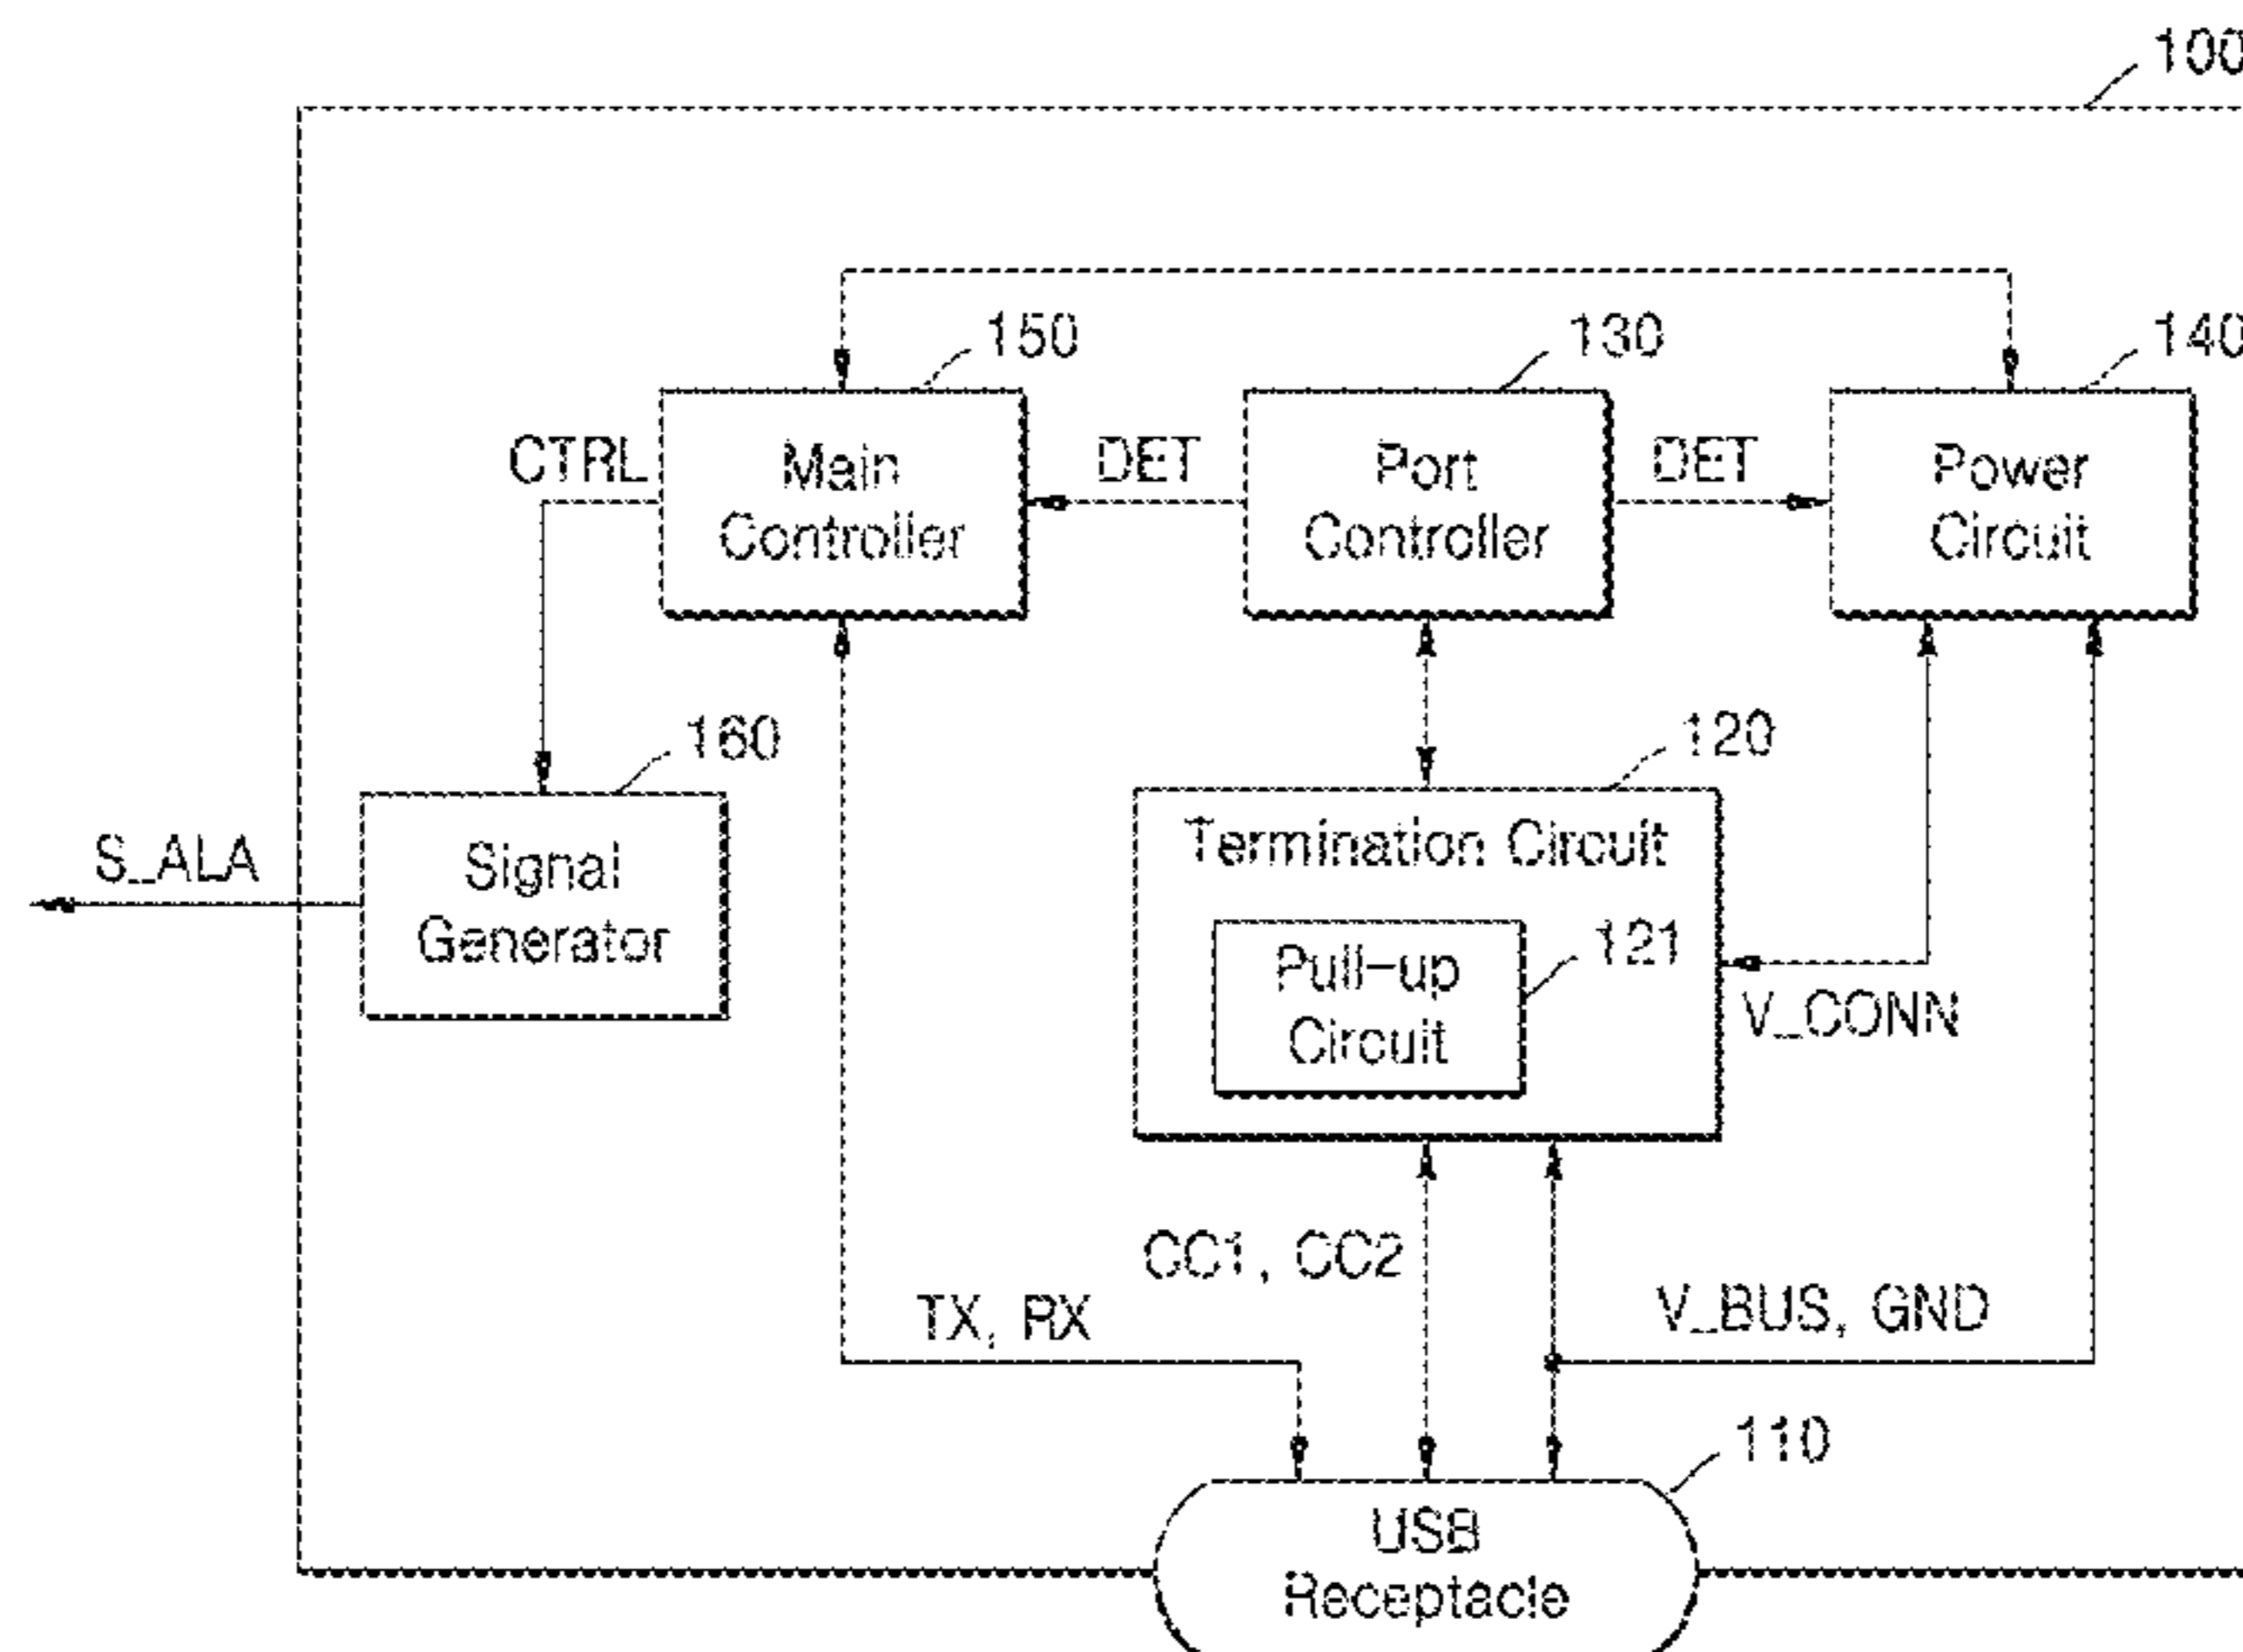 100
150
130
140
CTRL
Main
Controller
DET
Port
Controller
DET
Power
Circuit
160
120
S_ALA
Signal
Generator
Termination Circuit
121
Pull-up
Circuit
V_CONN
CC1, CC2
TX, RX
V_BUS, GND
110
USB
Receptacle